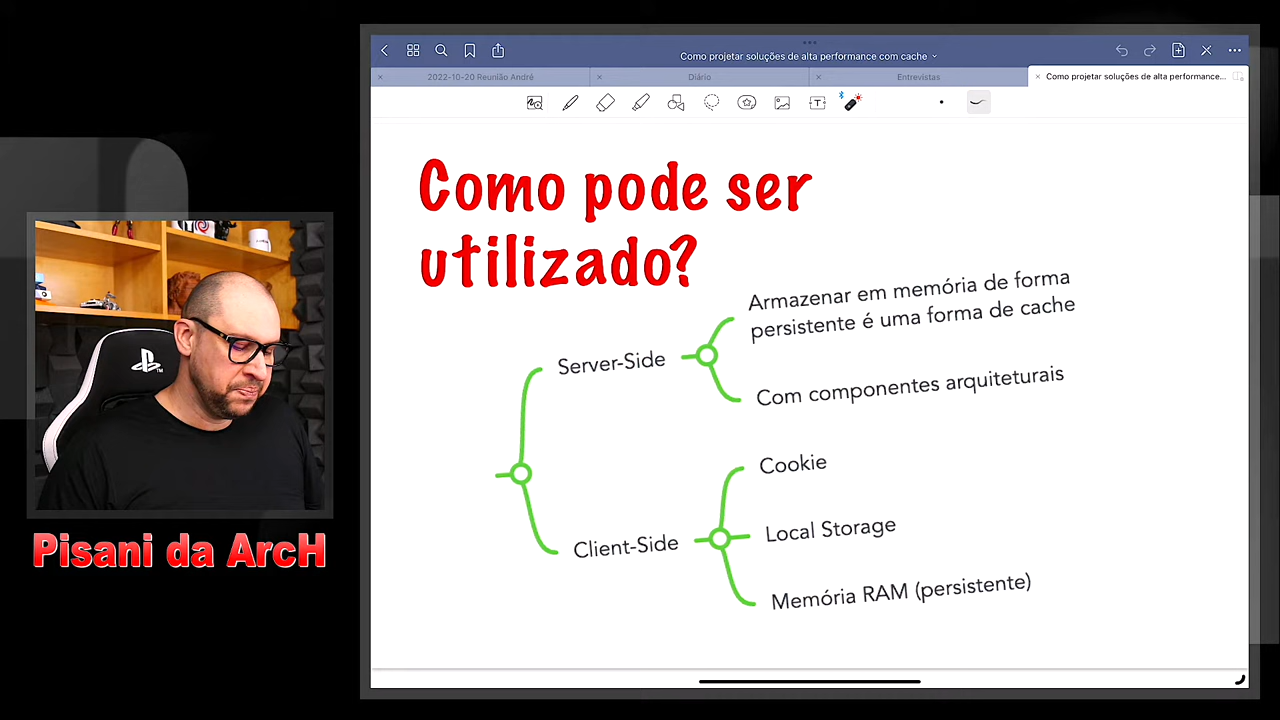 Como projetar soluções de alta performance com cache
2022-10-20 Reunião André
Diário
Entrevistas
Como projetar soluções de alta performance...
Como pode ser
utilizado?
Armazenar em memória de forma
persistente é uma forma de cache
Server-Side
Com componentes arquiteturais
Cookie
Local Storage
Client-Side
Memória RAM (persistente)
Pisani da ArcH